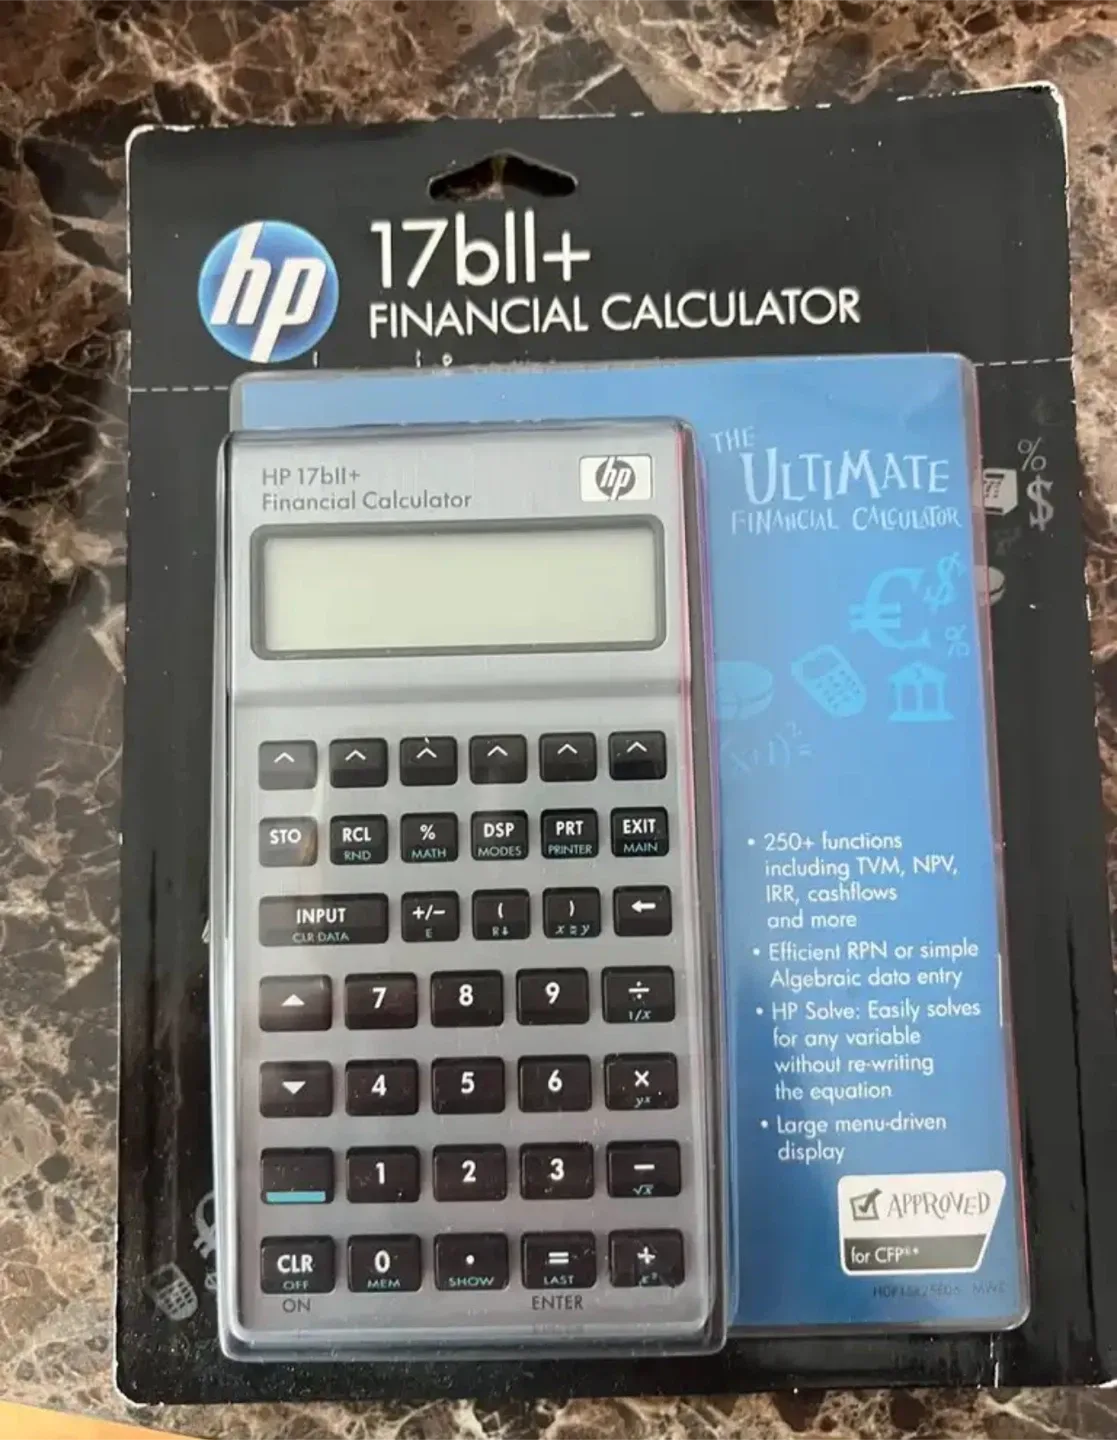 hp
17bII+
FINANCIAL CALCULATOR
HP 17bII+
Financial Calculator
hp
THE
ULTIMATE
FINANCIAL CALCULATOR
% $
€ $
%
(x+1)²=
STO RCL % DSP PRT EXIT
RND MATH MODES PRINTER MAIN
INPUT +/− ( ) ←
CLR DATA E R↓ x≷y
▲ 7 8 9 ÷
1/x
▼ 4 5 6 ×
yˣ
1 2 3 −
√x
CLR 0 . = +
OFF MEM SHOW LAST x²
ON ENTER
• 250+ functions
including TVM, NPV,
IRR, cashflows
and more
• Efficient RPN or simple
Algebraic data entry
• HP Solve: Easily solves
for any variable
without re-writing
the equation
• Large menu-driven
display
APPROVED
for CFP®*